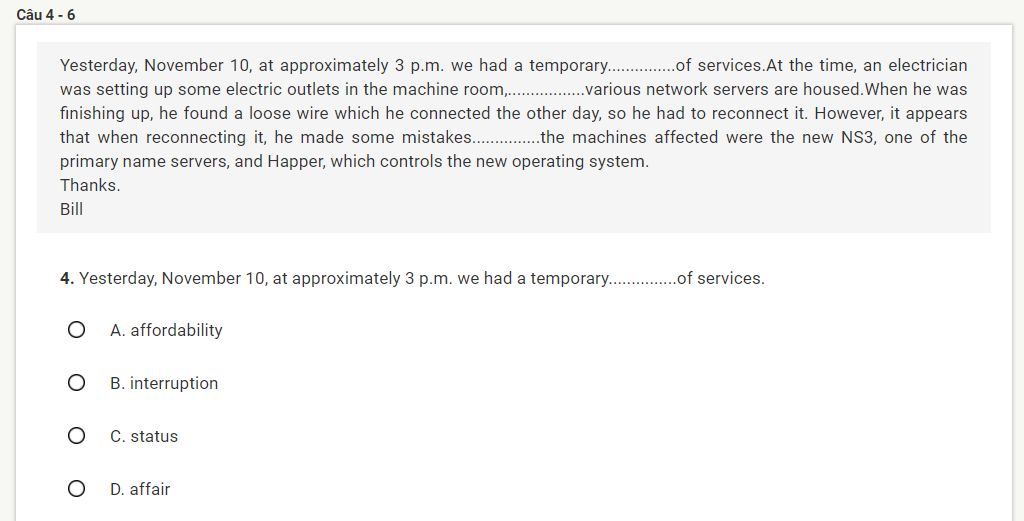 Câu 4 - 6
Yesterday, November 10, at approximately 3 p.m. we had a temporary...............of services.At the time, an electrician
was setting up some electric outlets in the machine room,.................various network servers are housed.When he was
finishing up, he found a loose wire which he connected the other day, so he had to reconnect it. However, it appears
that when reconnecting it, he made some mistakes...............the machines affected were the new NS3, one of the
primary name servers, and Happer, which controls the new operating system.
Thanks.
Bill
4. Yesterday, November 10, at approximately 3 p.m. we had a temporary...............of services.
A. affordability
B. interruption
C. status
D. affair